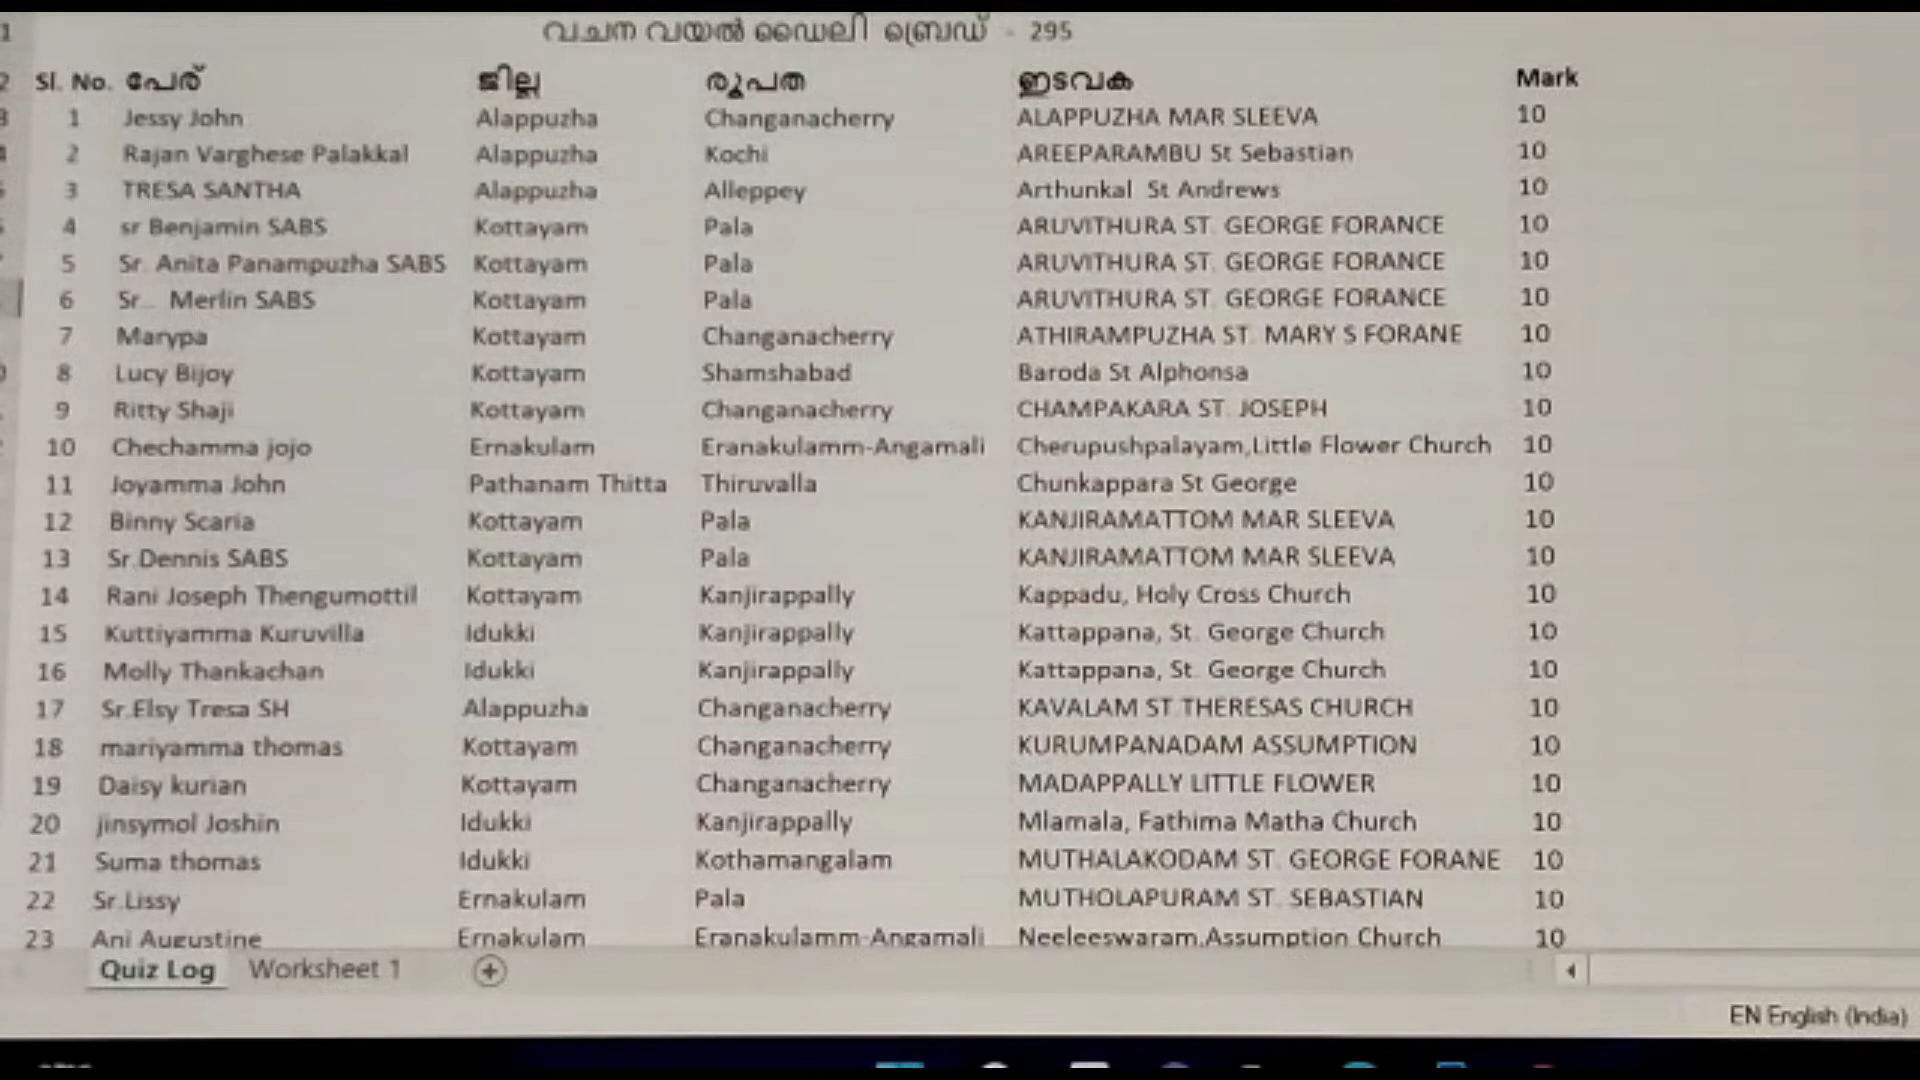 1 വചന വയൽ ഡൈലി ബ്രെഡ് - 295
2 Sl. No. പേര് ജില്ല രൂപത ഇടവക Mark
1 Jessy John Alappuzha Changanacherry ALAPPUZHA MAR SLEEVA 10
2 Rajan Varghese Palakkal Alappuzha Kochi AREEPARAMBU St Sebastian 10
3 TRESA SANTHA Alappuzha Alleppey Arthunkal St Andrews 10
4 sr Benjamin SABS Kottayam Pala ARUVITHURA ST. GEORGE FORANCE 10
5 Sr. Anita Panampuzha SABS Kottayam Pala ARUVITHURA ST. GEORGE FORANCE 10
6 Sr... Merlin SABS Kottayam Pala ARUVITHURA ST. GEORGE FORANCE 10
7 Marypa Kottayam Changanacherry ATHIRAMPUZHA ST. MARY S FORANE 10
8 Lucy Bijoy Kottayam Shamshabad Baroda St Alphonsa 10
9 Ritty Shaji Kottayam Changanacherry CHAMPAKARA ST. JOSEPH 10
10 Chechamma jojo Ernakulam Eranakulamm-Angamali Cherupushpalayam,Little Flower Church 10
11 Joyamma John Pathanam Thitta Thiruvalla Chunkappara St George 10
12 Binny Scaria Kottayam Pala KANJIRAMATTOM MAR SLEEVA 10
13 Sr.Dennis SABS Kottayam Pala KANJIRAMATTOM MAR SLEEVA 10
14 Rani Joseph Thengumottil Kottayam Kanjirappally Kappadu, Holy Cross Church 10
15 Kuttiyamma Kuruvilla Idukki Kanjirappally Kattappana, St. George Church 10
16 Molly Thankachan Idukki Kanjirappally Kattappana, St. George Church 10
17 Sr.Elsy Tresa SH Alappuzha Changanacherry KAVALAM ST THERESAS CHURCH 10
18 mariyamma thomas Kottayam Changanacherry KURUMPANADAM ASSUMPTION 10
19 Daisy kurian Kottayam Changanacherry MADAPPALLY LITTLE FLOWER 10
20 jinsymol Joshin Idukki Kanjirappally Mlamala, Fathima Matha Church 10
21 Suma thomas Idukki Kothamangalam MUTHALAKODAM ST. GEORGE FORANE 10
22 Sr.Lissy Ernakulam Pala MUTHOLAPURAM ST. SEBASTIAN 10
23 Ani Augustine Ernakulam Eranakulamm-Angamali Neeleeswaram,Assumption Church 10
Quiz Log Worksheet 1
EN English (India)